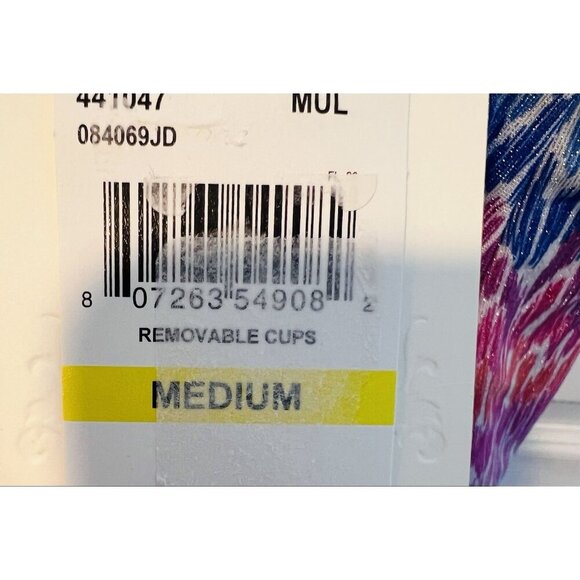 441047 MUL
084069JD
8 07263 54908 2
REMOVABLE CUPS
MEDIUM